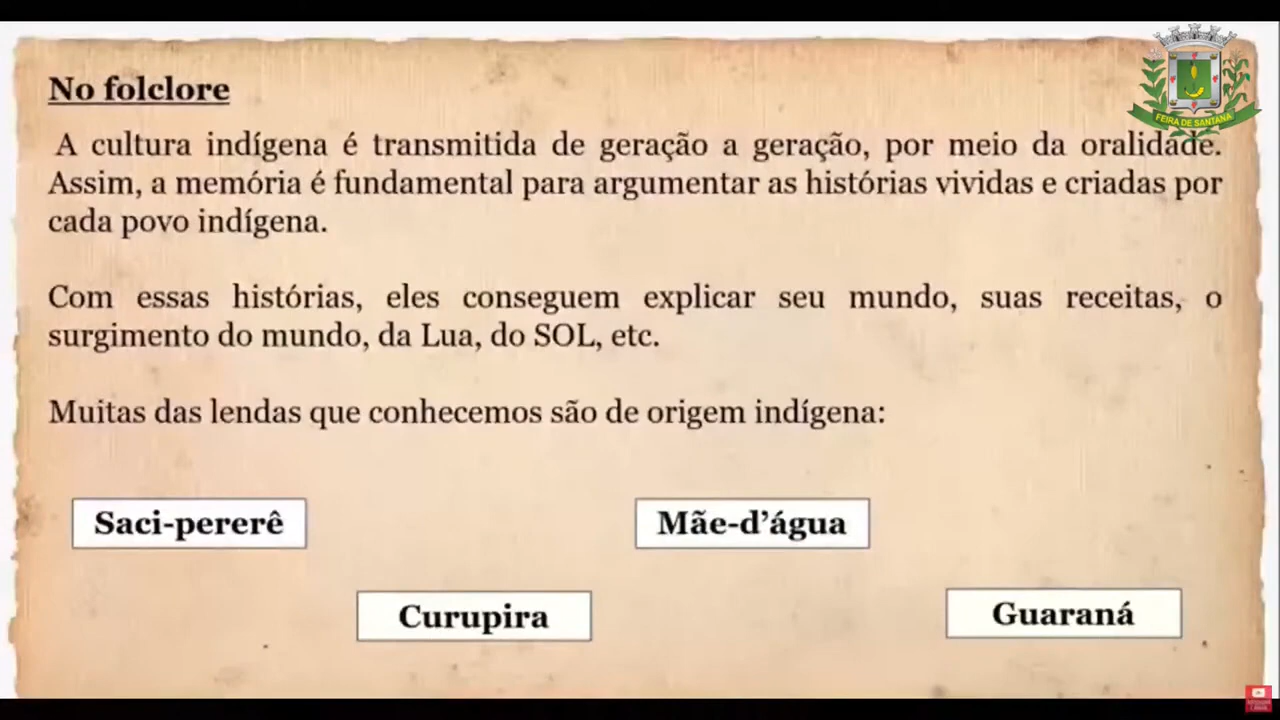 No folclore
A cultura indígena é transmitida de geração a geração, por meio da oralidade.
Assim, a memória é fundamental para argumentar as histórias vividas e criadas por
cada povo indígena.
Com essas histórias, eles conseguem explicar seu mundo, suas receitas, o
surgimento do mundo, da Lua, do SOL, etc.
Muitas das lendas que conhecemos são de origem indígena:
Saci-pererê
Mãe-d’água
Curupira
Guaraná
FEIRA DE SANTANA